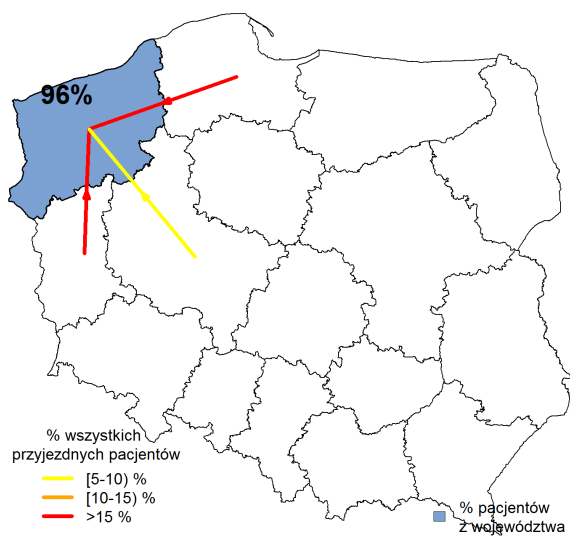 96%
% wszystkich
przyjezdnych pacjentów
[5-10) %
[10-15) %
>15 %
% pacjentów
z województwa